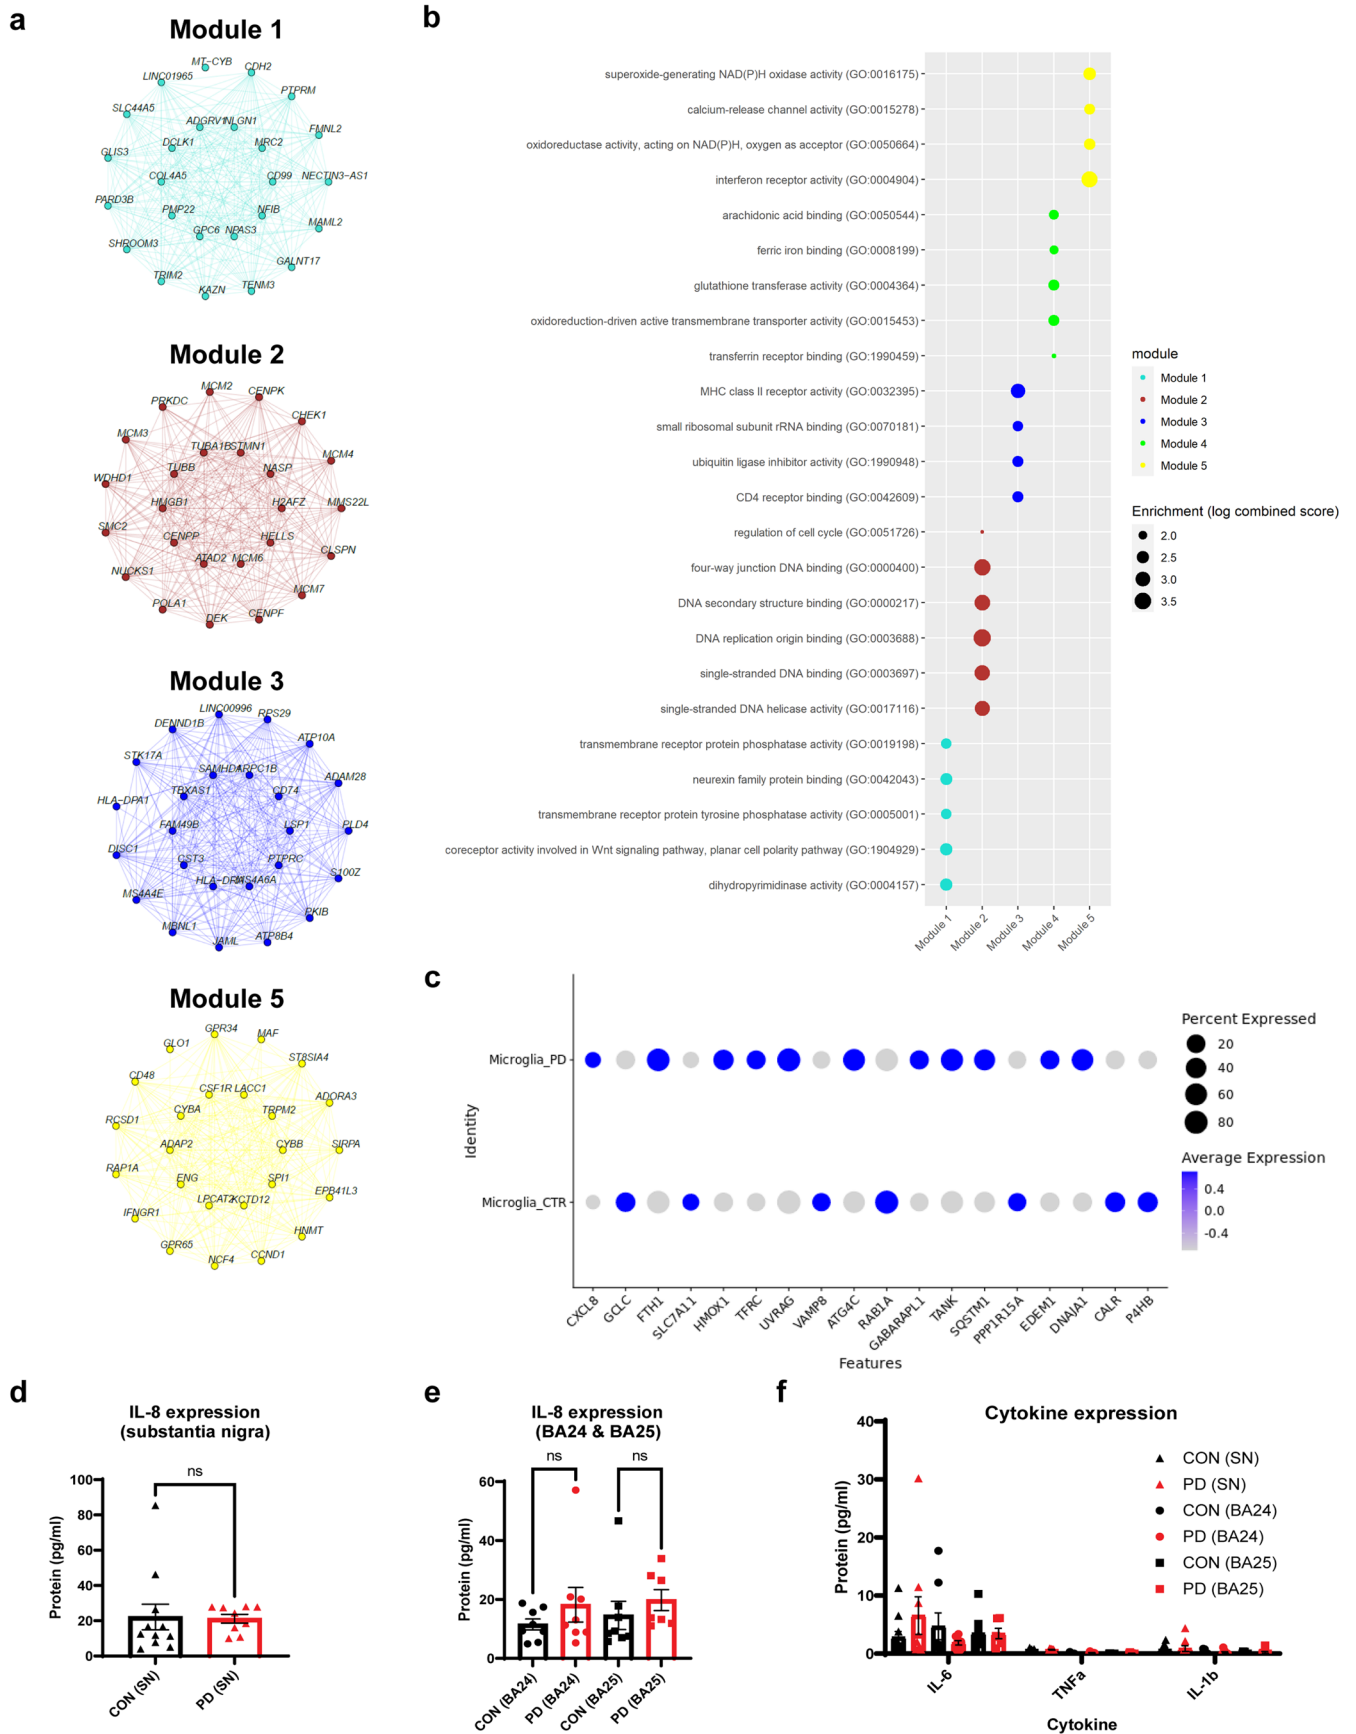 a
Module 1
MT−CYB
CDH2
LINC01965
PTPRM
SLC44A5
ADGRV1
NLGN1
FMNL2
DCLK1
MRC2
GLIS3
COL4A5
CD99
NECTIN3−AS1
PARD3B
PMP22
NFIB
MAML2
GPC6
NPAS3
SHROOM3
GALNT17
TRIM2
TENM3
KAZN
Module 2
MCM2
CENPK
PRKDC
CHEK1
MCM3
TUBA1B
STMN1
MCM4
TUBB
NASP
WDHD1
HMGB1
H2AFZ
MMS22L
SMC2
CENPP
HELLS
CLSPN
ATAD2
MCM6
NUCKS1
MCM7
POLA1
CENPF
DEK
Module 3
LINC00996
RPS29
DENND1B
ATP10A
STK17A
SAMHD1
ARPC1B
ADAM28
TBXAS1
CD74
HLA−DPA1
FAM49B
LSP1
PLD4
DISC1
CST3
PTPRC
S100Z
MS4A6A
MS4A4E
PKIB
MBNL1
ATP8B4
JAML
Module 5
GPR34
MAF
GLO1
ST8SIA4
CD48
CSF1R
LACC1
ADORA3
CYBA
TRPM2
RCSD1
ADAP2
CYBB
SIRPA
RAP1A
ENG
SPI1
EPB41L3
LPCAT2
KCTD12
IFNGR1
HNMT
GPR65
CCND1
NCF4
b
superoxide-generating NAD(P)H oxidase activity (GO:0016175)
calcium-release channel activity (GO:0015278)
oxidoreductase activity, acting on NAD(P)H, oxygen as acceptor (GO:0050664)
interferon receptor activity (GO:0004904)
arachidonic acid binding (GO:0050544)
ferric iron binding (GO:0008199)
glutathione transferase activity (GO:0004364)
oxidoreduction-driven active transmembrane transporter activity (GO:0015453)
transferrin receptor binding (GO:1990459)
MHC class II receptor activity (GO:0032395)
small ribosomal subunit rRNA binding (GO:0070181)
ubiquitin ligase inhibitor activity (GO:1990948)
CD4 receptor binding (GO:0042609)
regulation of cell cycle (GO:0051726)
four-way junction DNA binding (GO:0000400)
DNA secondary structure binding (GO:0000217)
DNA replication origin binding (GO:0003688)
single-stranded DNA binding (GO:0003697)
single-stranded DNA helicase activity (GO:0017116)
transmembrane receptor protein phosphatase activity (GO:0019198)
neurexin family protein binding (GO:0042043)
transmembrane receptor protein tyrosine phosphatase activity (GO:0005001)
coreceptor activity involved in Wnt signaling pathway, planar cell polarity pathway (GO:1904929)
dihydropyrimidinase activity (GO:0004157)
Module 1
Module 2
Module 3
Module 4
Module 5
module
Module 1
Module 2
Module 3
Module 4
Module 5
Enrichment (log combined score)
2.0
2.5
3.0
3.5
c
Identity
Microglia_PD
Microglia_CTR
CXCL8
GCLC
FTH1
SLC7A11
HMOX1
TFRC
UVRAG
VAMP8
ATG4C
RAB1A
GABARAPL1
TANK
SQSTM1
PPP1R15A
EDEM1
DNAJA1
CALR
P4HB
Features
Percent Expressed
20
40
60
80
Average Expression
0.4
0.0
-0.4
d
IL-8 expression
(substantia nigra)
ns
Protein (pg/ml)
100
80
60
40
20
0
CON (SN)
PD (SN)
e
IL-8 expression
(BA24 & BA25)
ns
ns
Protein (pg/ml)
60
40
20
0
CON (BA24)
PD (BA24)
CON (BA25)
PD (BA25)
f
Cytokine expression
Protein (pg/ml)
40
30
20
10
0
CON (SN)
PD (SN)
CON (BA24)
PD (BA24)
CON (BA25)
PD (BA25)
IL-6
TNFa
IL-1b
Cytokine